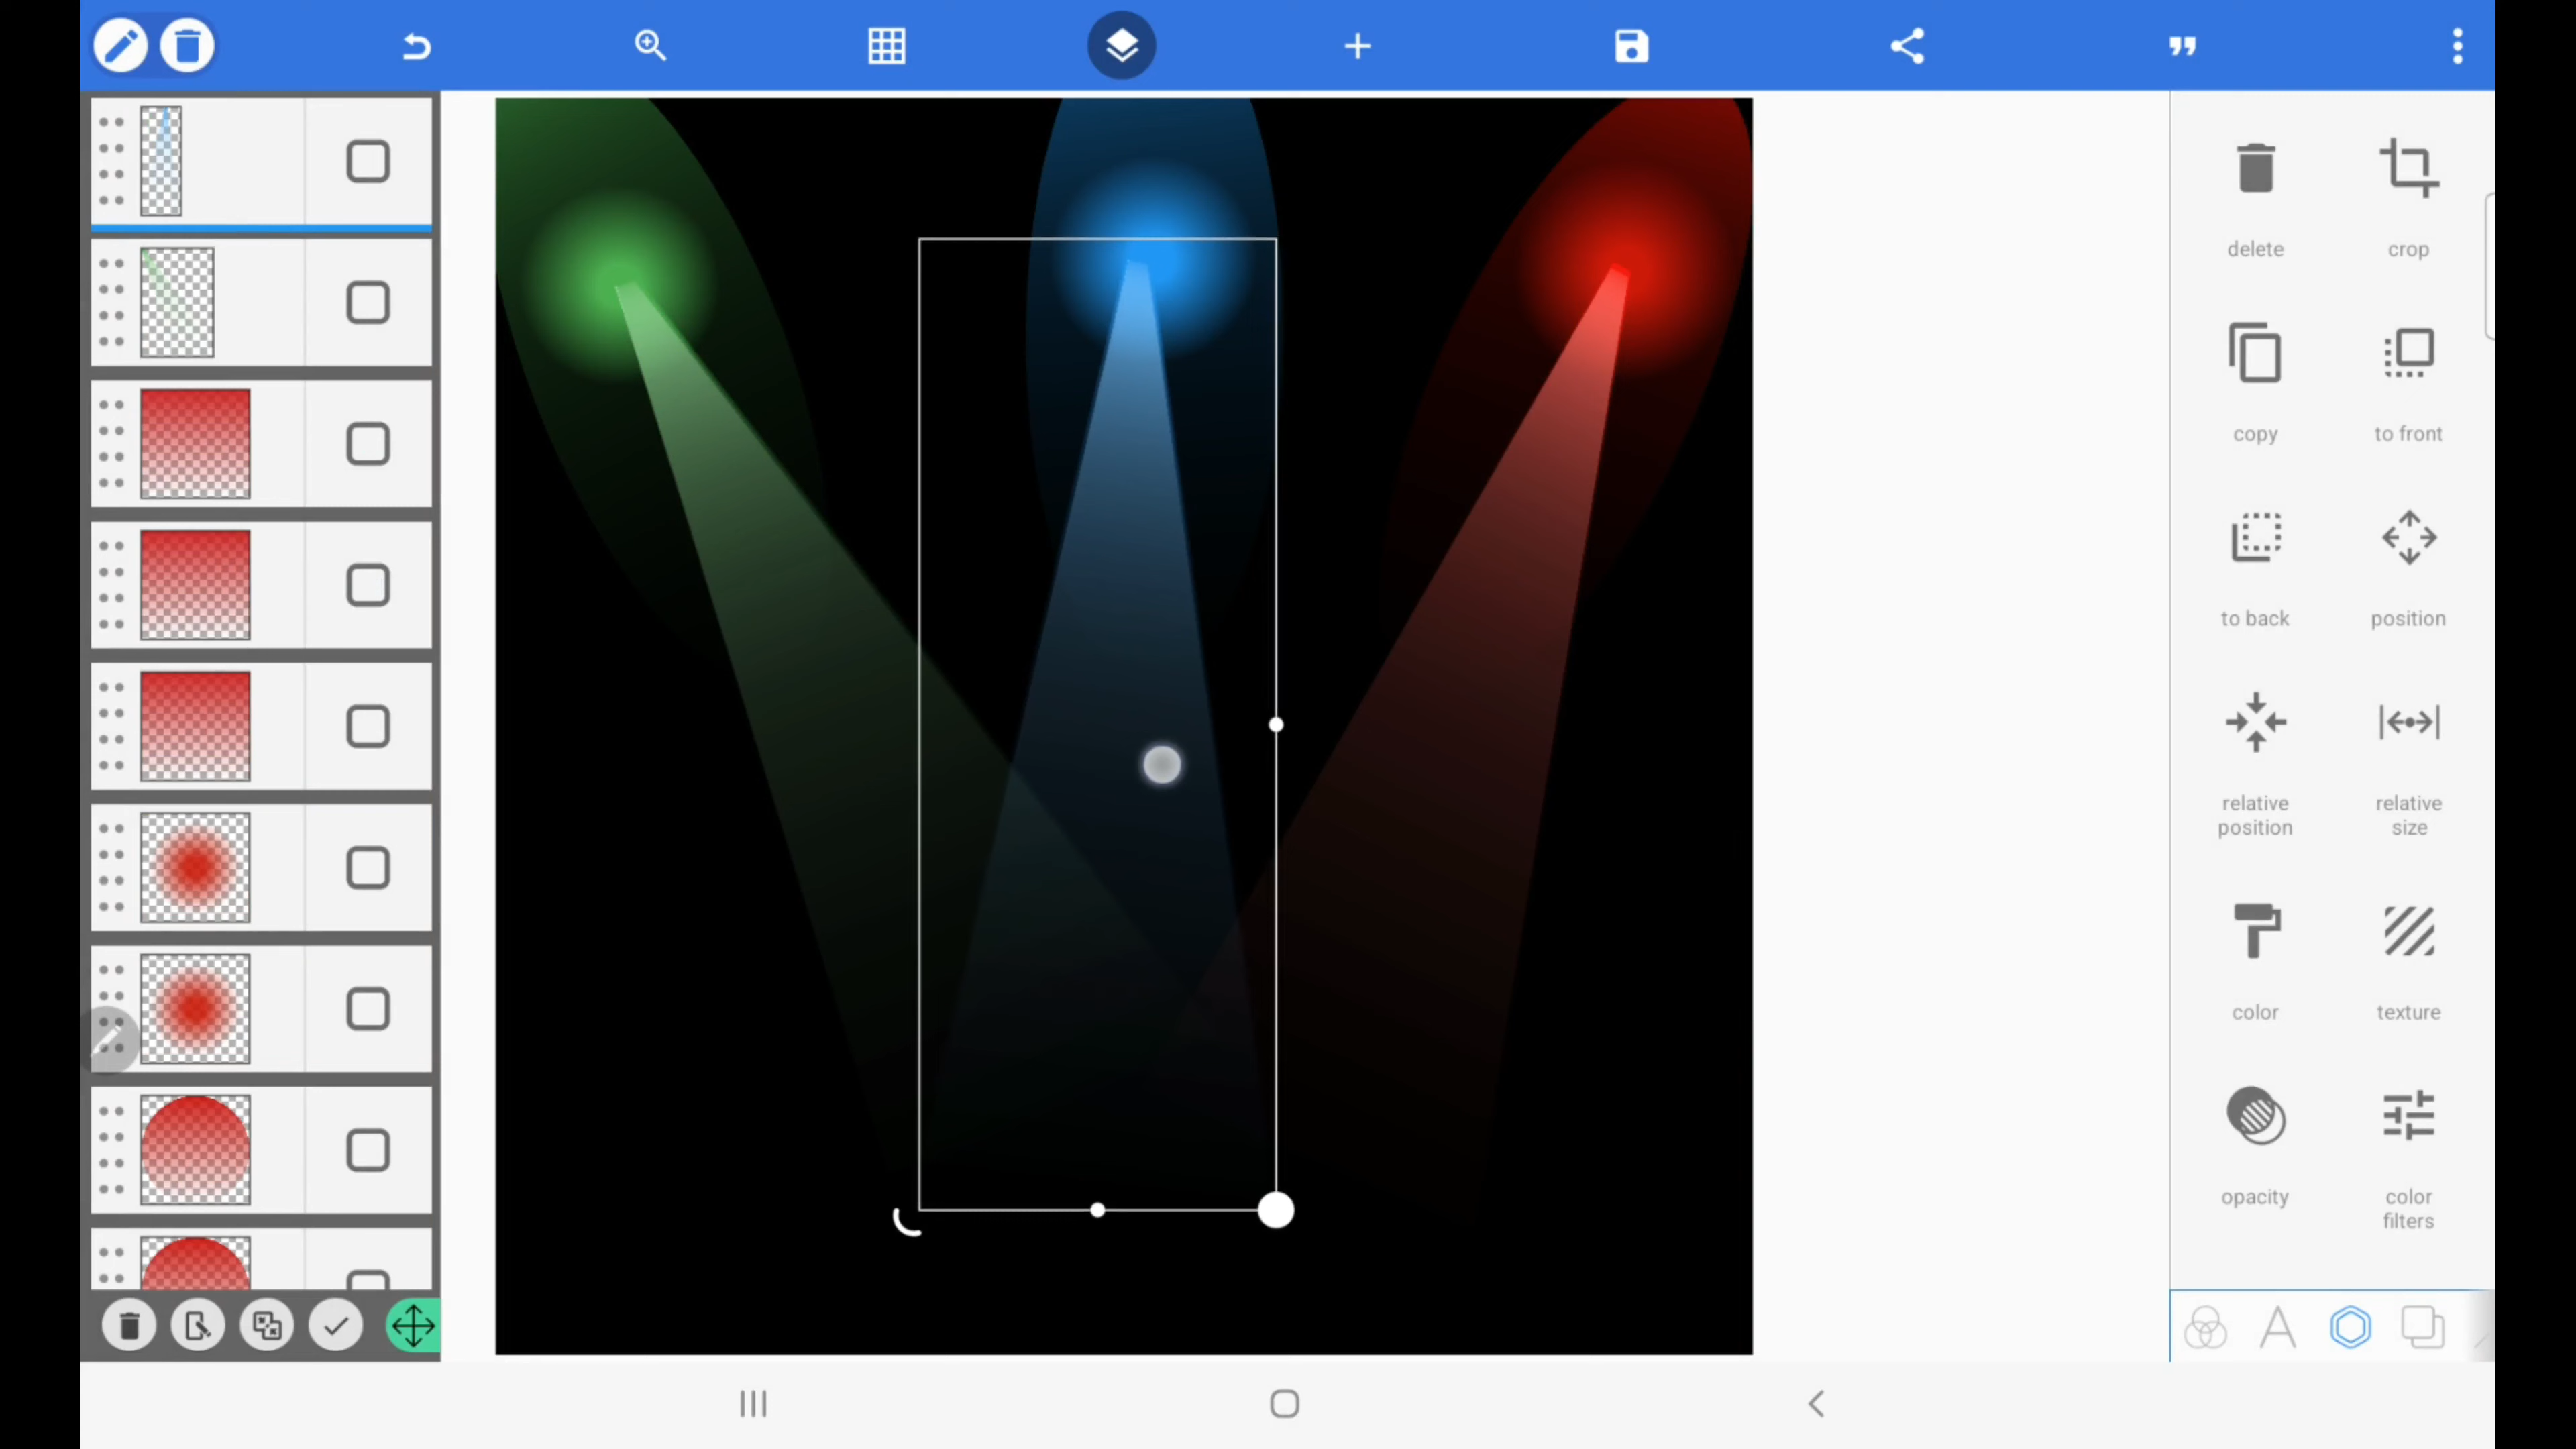 delete crop
copy to front
to back position
relative position relative size
color texture
opacity color filters